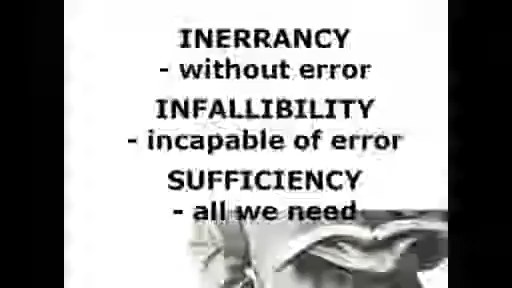 INERRANCY
- without error
INFALLIBILITY
- incapable of error
SUFFICIENCY
- all we need